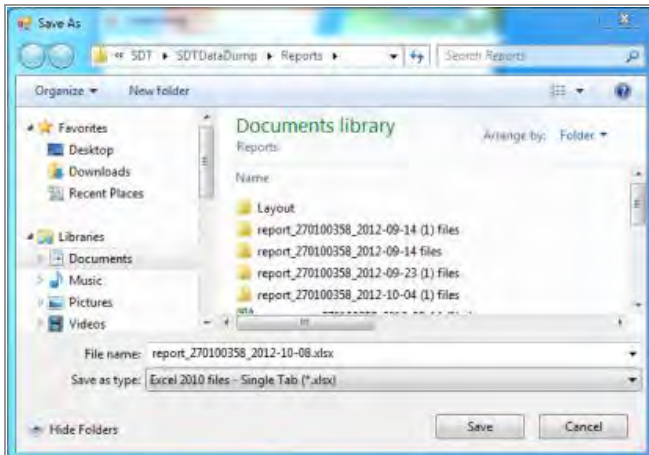 Save As
« SDT ▸ SDTDataDump ▸ Reports ▸ Search Reports
Organize ▾ New folder
Favorites
Desktop
Downloads
Recent Places
Libraries
Documents
Music
Pictures
Videos
Documents library
Reports
Arrange by: Folder ▾
Name
Layout
report_270100358_2012-09-14 (1) files
report_270100358_2012-09-14 files
report_270100358_2012-09-23 (1) files
report_270100358_2012-10-04 (1) files
File name: report_270100358_2012-10-08.xlsx
Save as type: Excel 2010 files - Single Tab (*.xlsx)
Hide Folders Save Cancel